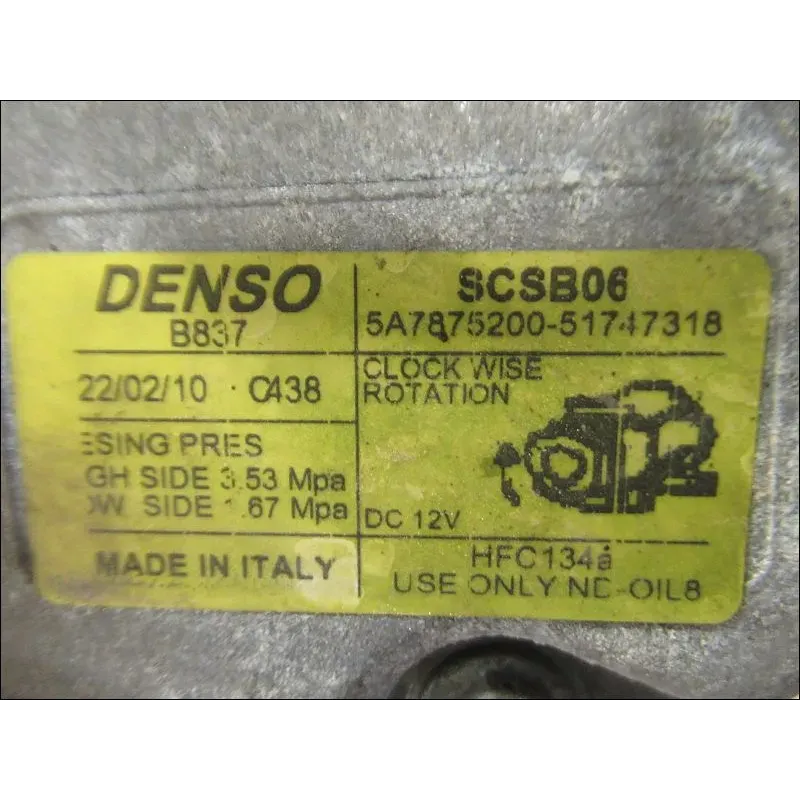 DENSO
B837
SCSB06
5A7875200-51747318
22/02/10 C438
CLOCK WISE
ROTATION
ESING PRES
GH SIDE 3.53 Mpa
OW SIDE 1.67 Mpa
DC 12V
MADE IN ITALY
HFC134a
USE ONLY ND-OIL8